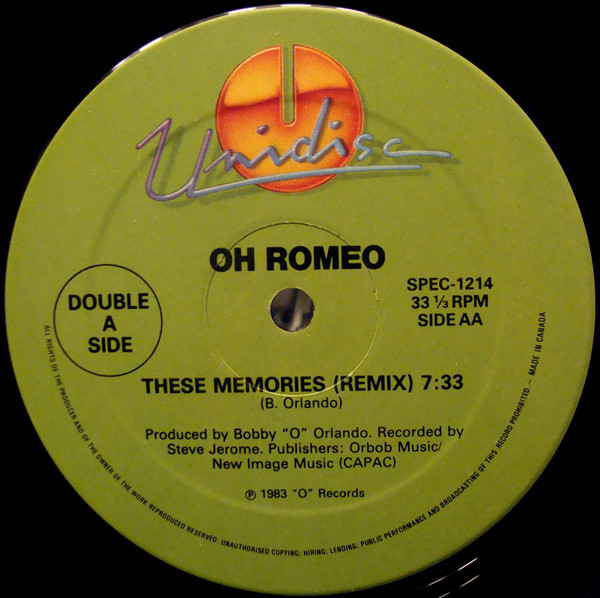 Unidisc
OH ROMEO
DOUBLE
A
SIDE
SPEC-1214
33 ⅓ RPM
SIDE AA
THESE MEMORIES (REMIX) 7:33
(B. Orlando)
Produced by Bobby "O" Orlando. Recorded by
Steve Jerome. Publishers: Orbob Music/
New Image Music (CAPAC)
℗ 1983 "O" Records
ALL RIGHTS OF THE PRODUCER AND OF THE OWNER OF THE WORK REPRODUCED RESERVED. UNAUTHORISED COPYING; HIRING; LENDING, PUBLIC PERFORMANCE AND BROADCASTING OF THIS RECORD PROHIBITED. — MADE IN CANADA